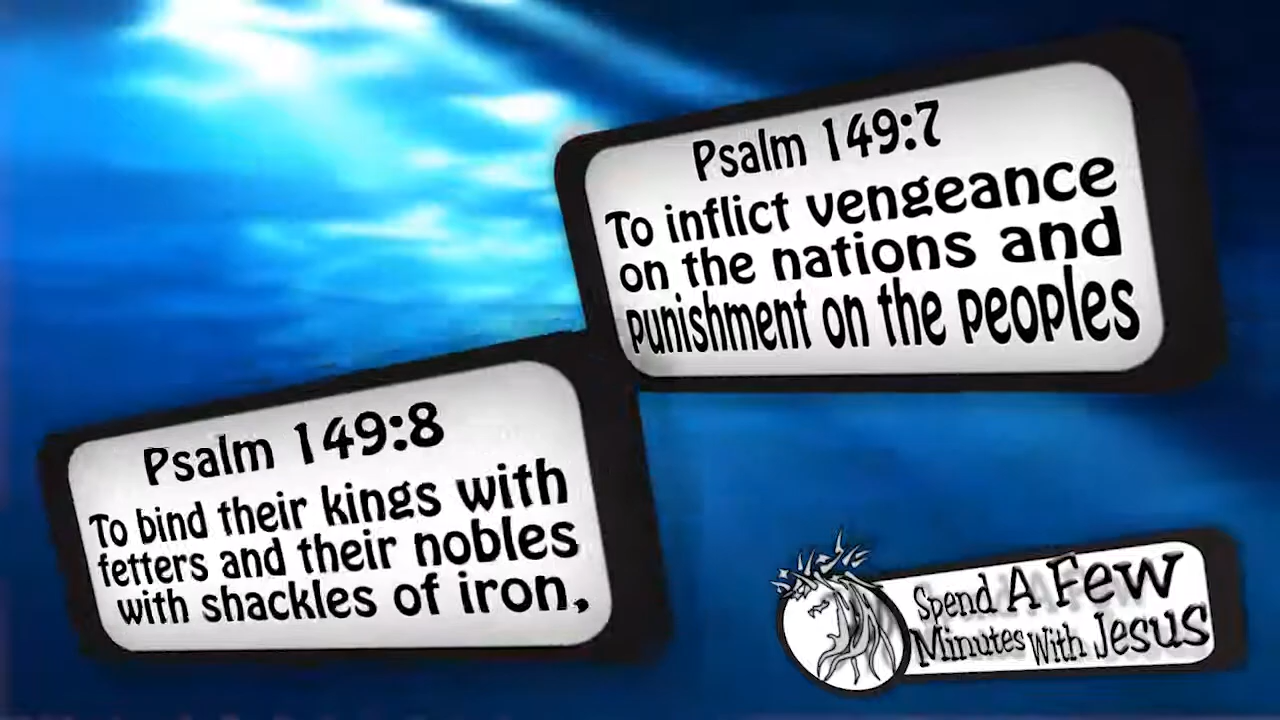 Psalm 149:7
To inflict vengeance
on the nations and
punishment on the peoples
Psalm 149:8
To bind their kings with
fetters and their nobles
with shackles of iron,
Spend A Few
Minutes With Jesus